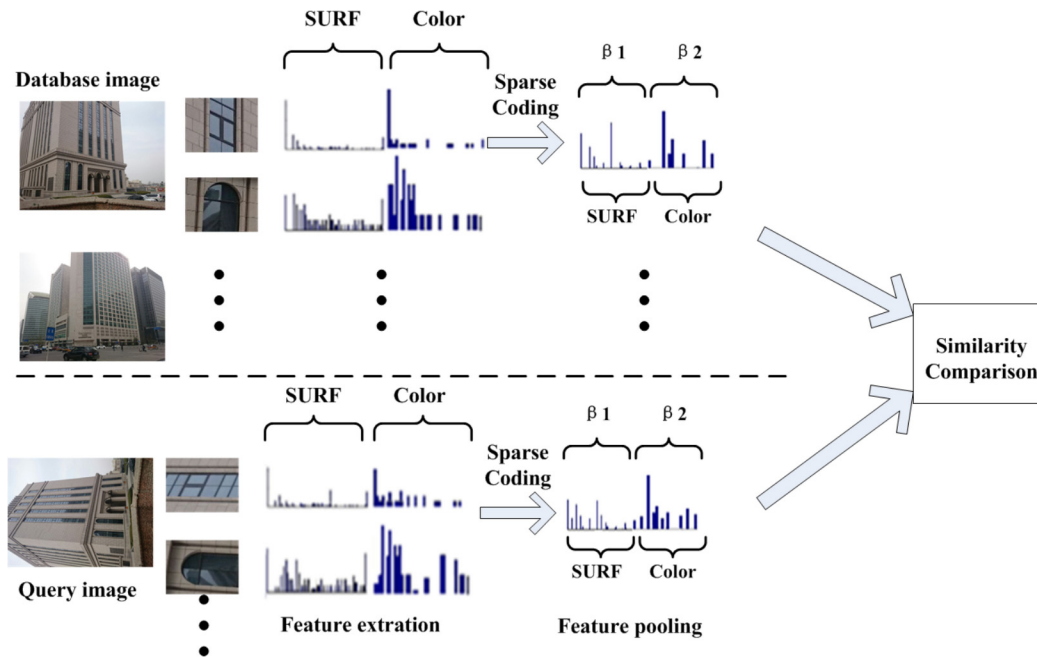 SURF Color
β 1 β 2
Database image
Sparse
Coding
SURF Color
Similarity
Comparison
SURF Color
β 1 β 2
Sparse
Coding
SURF Color
Query image
Feature extration Feature pooling